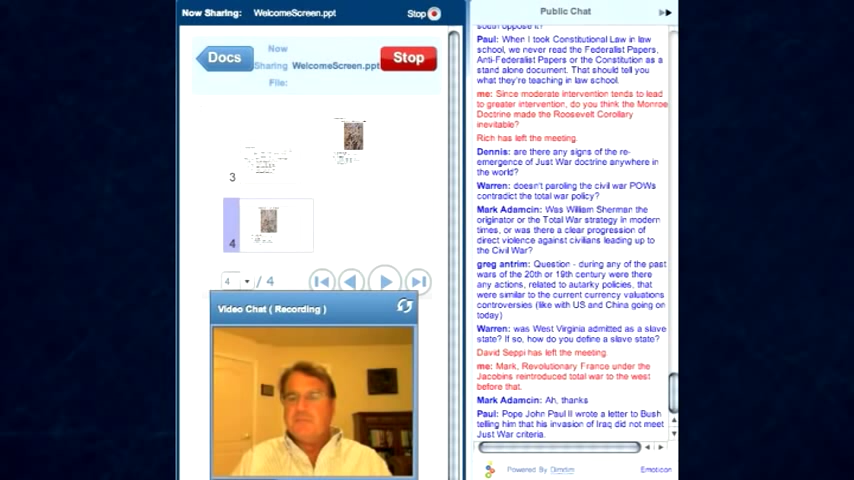 Now Sharing: WelcomeScreen.ppt Stop
Docs
Now
Sharing WelcomeScreen.ppt
File:
Stop
3
4
4 / 4
Video Chat ( Recording )
Public Chat
south oppose it?
Paul: When I took Constitutional Law in law
school, we never read the Federalist Papers,
Anti-Federalist Papers or the Constitution as a
stand alone document. That should tell you
what they're teaching in law school.
me: Since moderate intervention tends to lead
to greater intervention, do you think the Monroe
Doctrine made the Roosevelt Corollary
inevitable?
Rich has left the meeting.
Dennis: are there any signs of the re-
emergence of Just War doctrine anywhere in
the world?
Warren: doesn't paroling the civil war POWs
contradict the total war policy?
Mark Adamcin: Was William Sherman the
originator or the Total War strategy in modern
times, or was there a clear progression of
direct violence against civilians leading up to
the Civil War?
greg antrim: Question - during any of the past
wars of the 20th or 19th century were there
any actions, related to autarky policies, that
were similar to the current currency valuations
controversies (like with US and China going on
today)
Warren: was West Virginia admitted as a slave
state? If so, how do you define a slave state?
David Seppi has left the meeting.
me: Mark, Revolutionary France under the
Jacobins reintroduced total war to the west
before that.
Mark Adamcin: Ah, thanks
Paul: Pope John Paul II wrote a letter to Bush
telling him that his invasion of Iraq did not meet
Just War criteria.
Powered By Dimdim
Emoticon